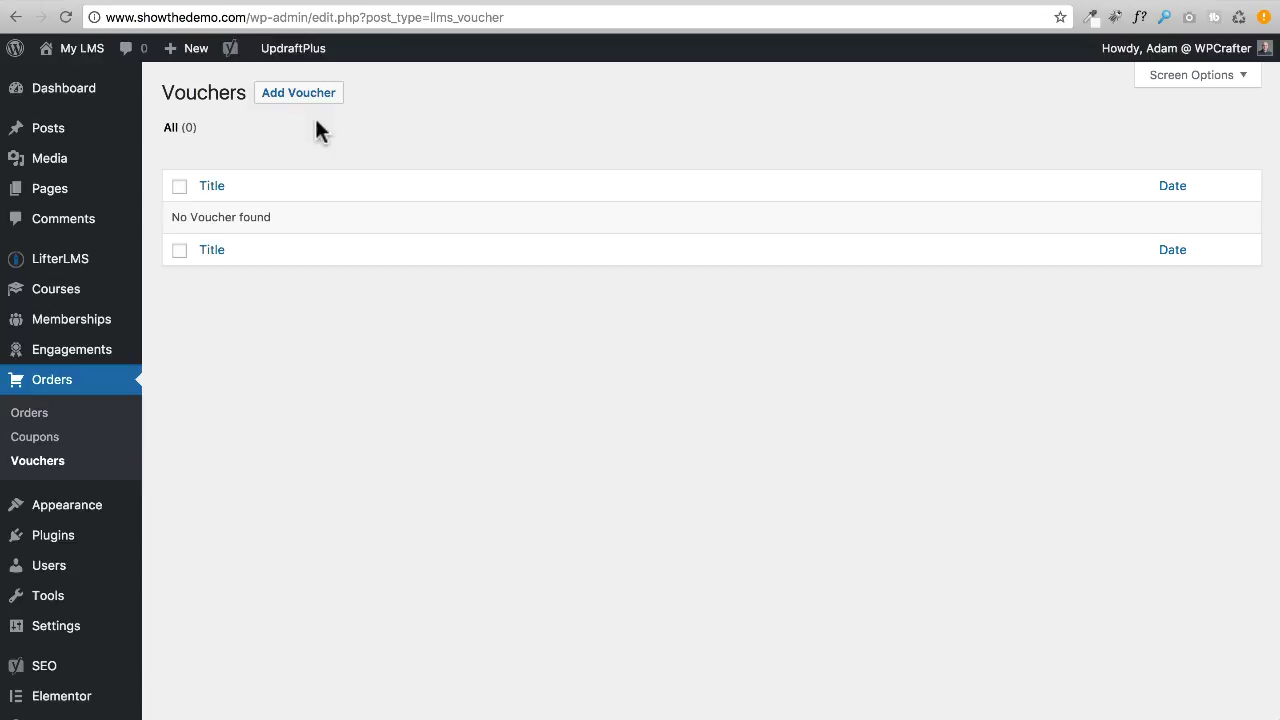 www.showthedemo.com/wp-admin/edit.php?post_type=llms_voucher
My LMS 0 New UpdraftPlus Howdy, Adam @ WPCrafter
Screen Options
Vouchers Add Voucher
All (0)
Title Date
No Voucher found
Title Date
Dashboard
Posts
Media
Pages
Comments
LifterLMS
Courses
Memberships
Engagements
Orders
Orders
Coupons
Vouchers
Appearance
Plugins
Users
Tools
Settings
SEO
Elementor